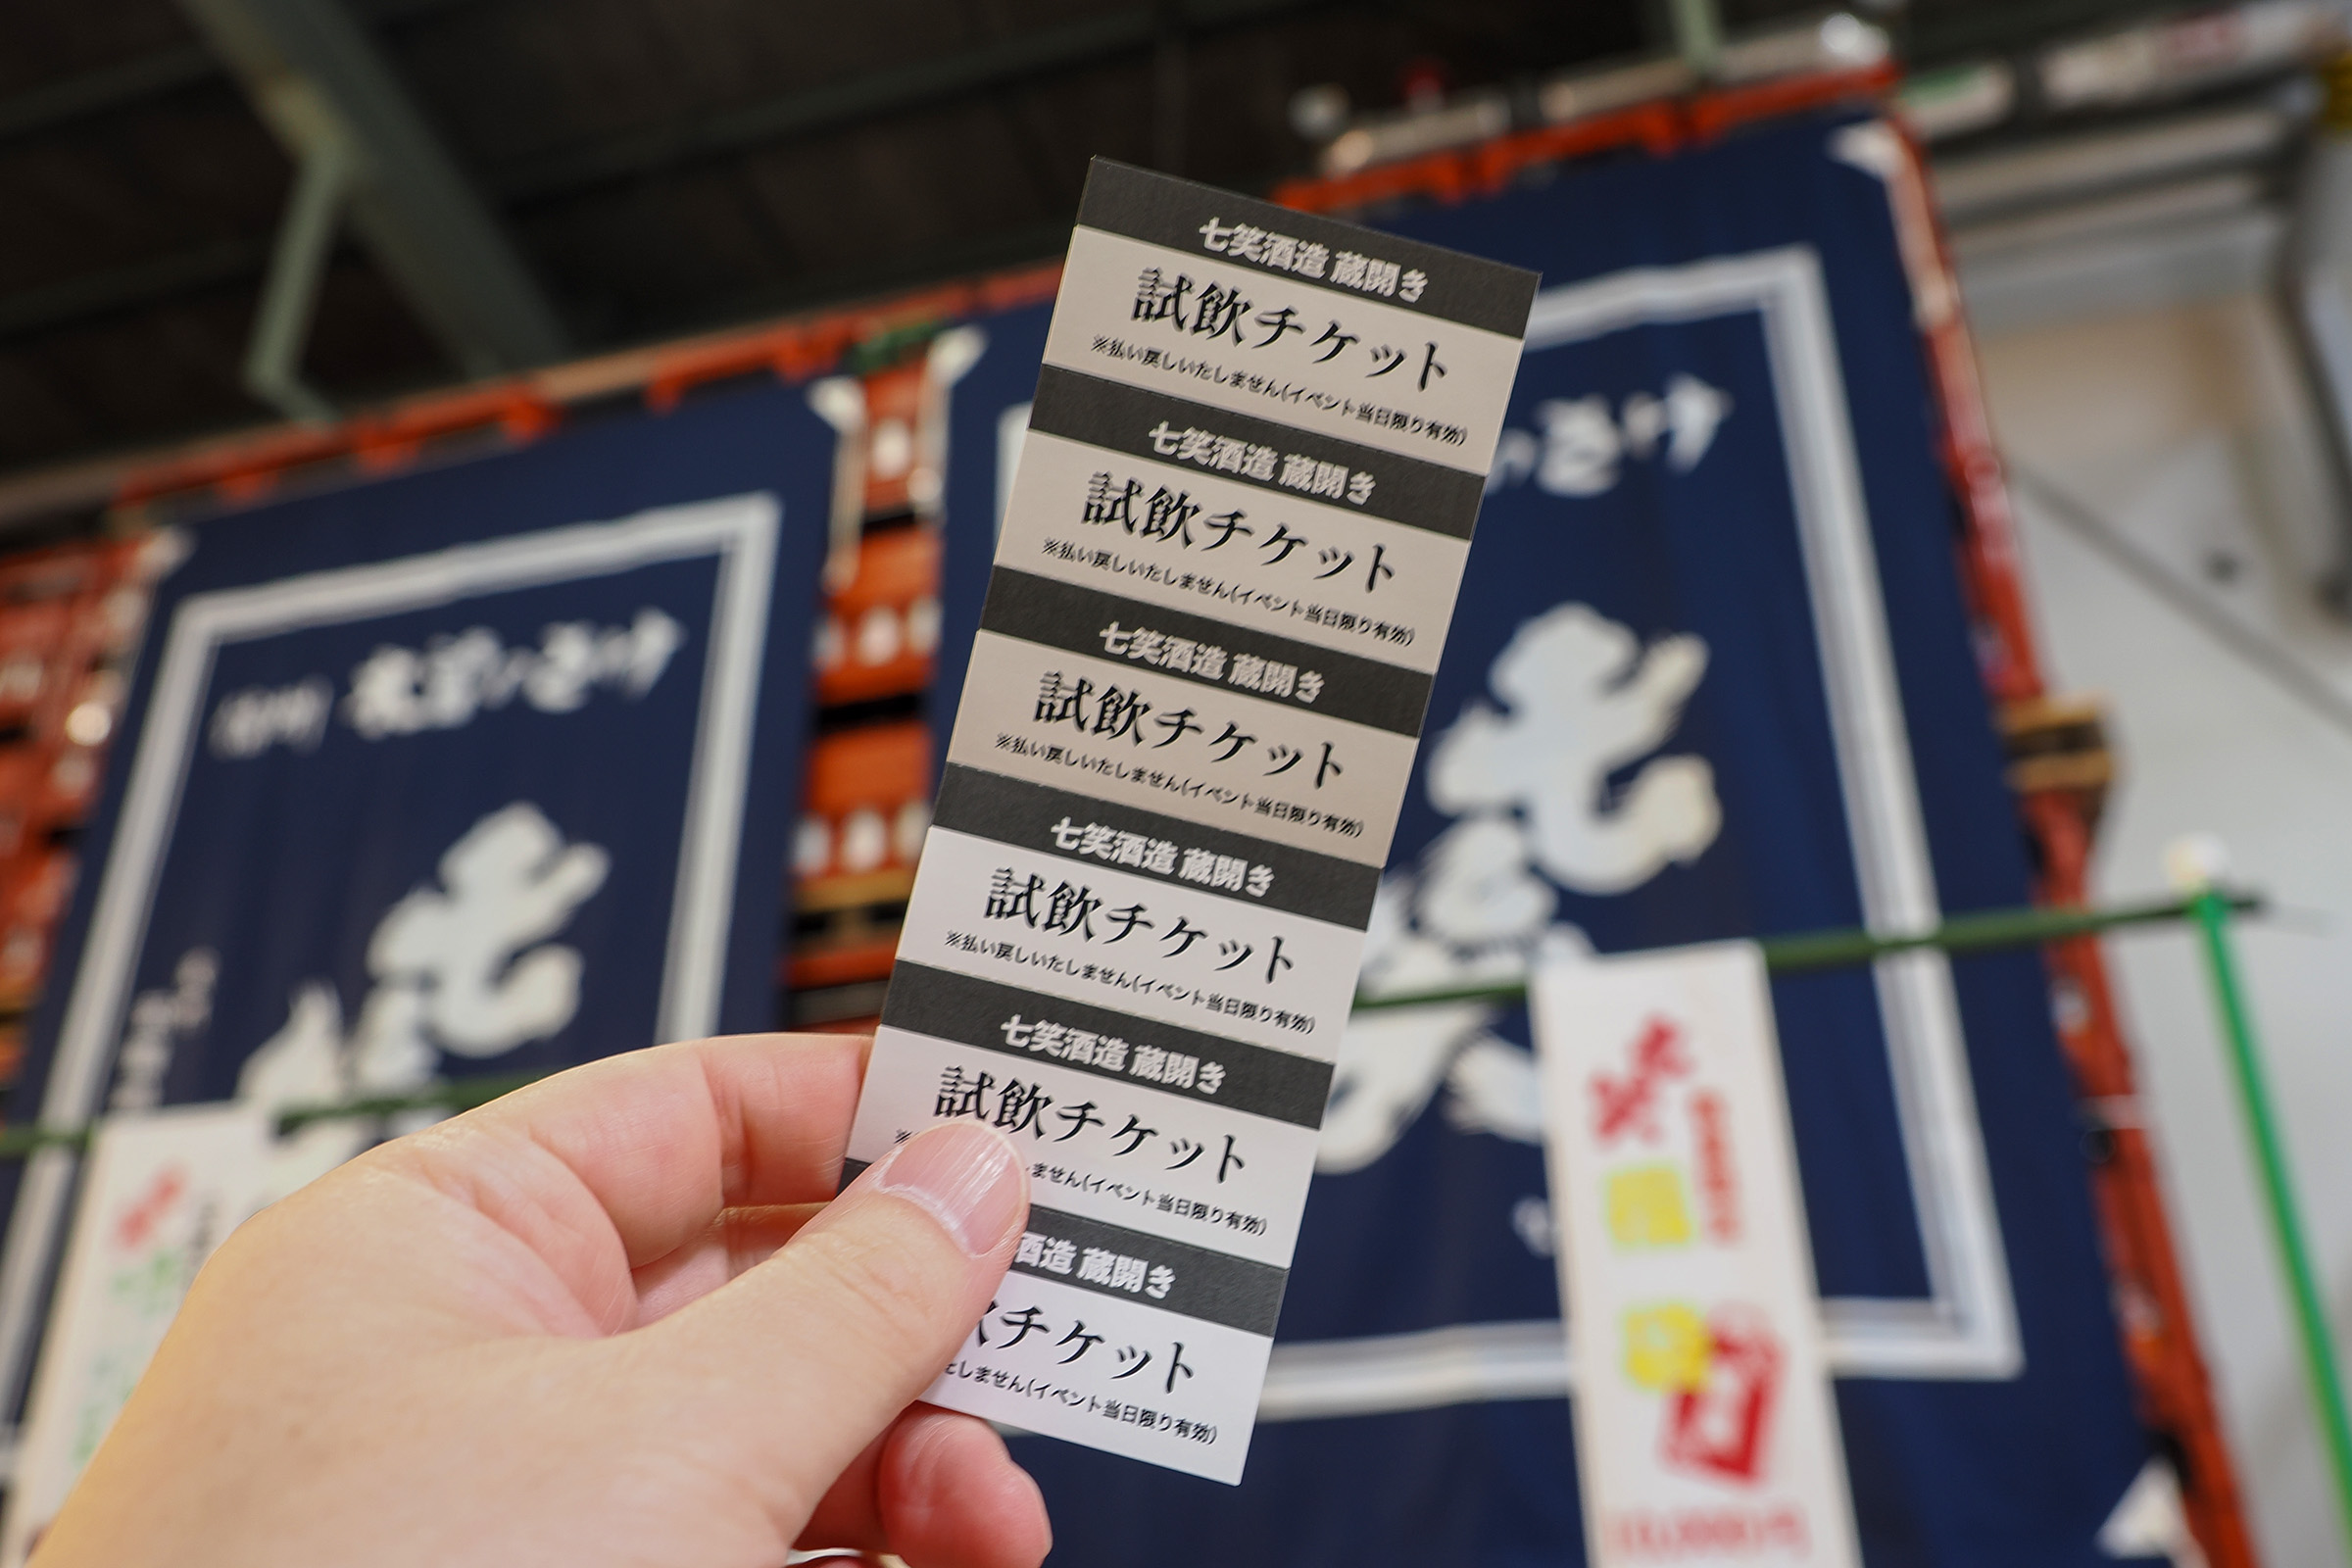 七笑酒造 蔵開き
試飲チケット
※払い戻しいたしません(イベント当日限り有効)
七笑酒造 蔵開き
試飲チケット
※払い戻しいたしません(イベント当日限り有効)
七笑酒造 蔵開き
試飲チケット
※払い戻しいたしません(イベント当日限り有効)
七笑酒造 蔵開き
試飲チケット
※払い戻しいたしません(イベント当日限り有効)
七笑酒造 蔵開き
試飲チケット
※ ません(イベント当日限り有効)
酒造 蔵開き
チケット
しません(イベント当日限り有効)
さけ
七
さけ
七